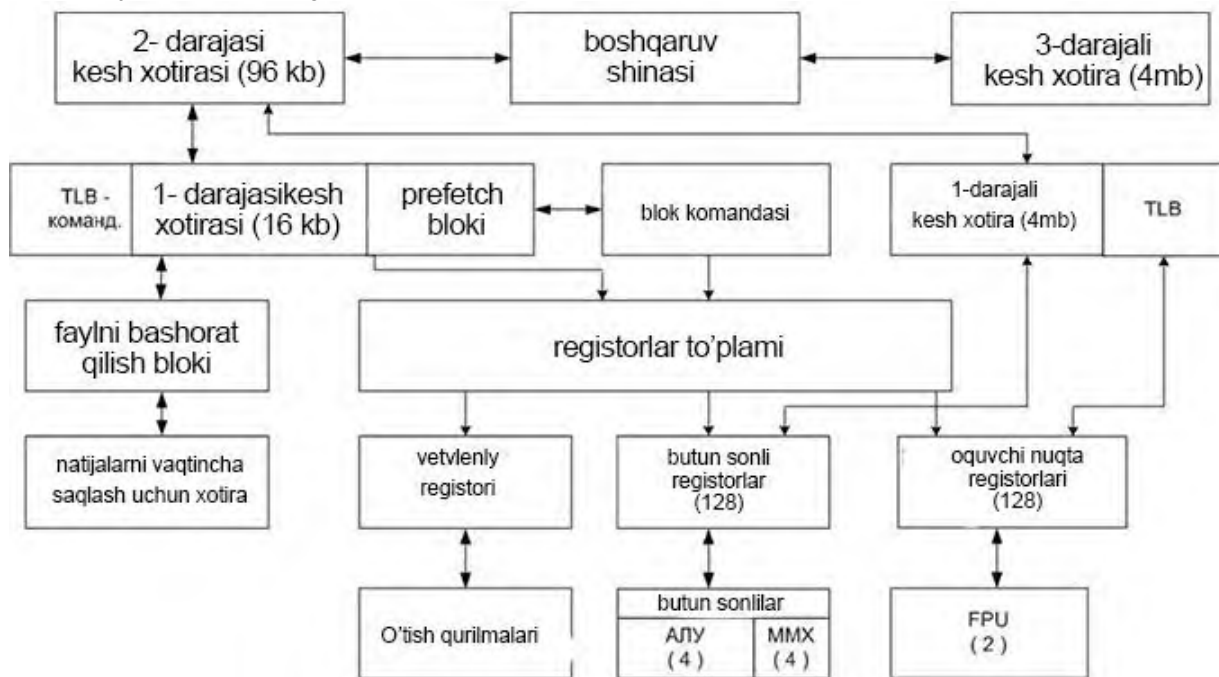 2- darajasi
kesh xotirasi (96 kb)
boshqaruv
shinasi
3-darajali
kesh xotira (4mb)
TLB -
команд.
1- darajasikesh
xotirasi (16 kb)
prefetch
bloki
blok komandasi
1-darajali
kesh xotira (4mb)
TLB
faylni bashorat
qilish bloki
registorlar to'plami
natijalarni vaqtincha
saqlash uchun xotira
vetvlenly
registori
butun sonli
registorlar
(128)
oquvchi nuqta
registorlari
(128)
O'tish qurilmalari
butun sonlilar
АЛУ
( 4 )
MMX
( 4 )
FPU
( 2 )